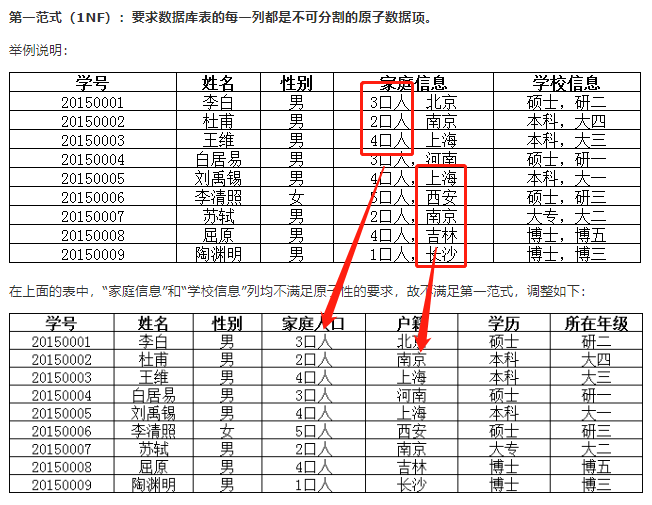 第一范式（1NF）：要求数据库表的每一列都是不可分割的原子数据项。
举例说明：
学号 姓名 性别 家庭信息 学校信息
20150001 李白 男 3口人，北京 硕士，研二
20150002 杜甫 男 2口人，南京 本科，大四
20150003 王维 男 4口人，上海 本科，大三
20150004 白居易 男 3口人，河南 硕士，研一
20150005 刘禹锡 男 4口人，上海 本科，大一
20150006 李清照 女 5口人，西安 硕士，研三
20150007 苏轼 男 2口人，南京 大专，大二
20150008 屈原 男 4口人，吉林 博士，博五
20150009 陶渊明 男 1口人，长沙 博士，博三
在上面的表中，“家庭信息”和“学校信息”列均不满足原子性的要求，故不满足第一范式，调整如下：
学号 姓名 性别 家庭人口 户籍 学历 所在年级
20150001 李白 男 3口人 北京 硕士 研二
20150002 杜甫 男 2口人 南京 本科 大四
20150003 王维 男 4口人 上海 本科 大三
20150004 白居易 男 3口人 河南 硕士 研一
20150005 刘禹锡 男 4口人 上海 本科 大一
20150006 李清照 女 5口人 西安 硕士 研三
20150007 苏轼 男 2口人 南京 大专 大二
20150008 屈原 男 4口人 吉林 博士 博五
20150009 陶渊明 男 1口人 长沙 博士 博三